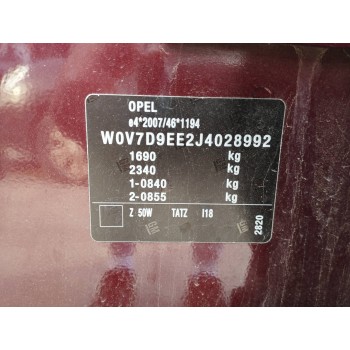 OPEL
e4*2007/46*1194
W0V7D9EE2J4028992
1690 kg
2340 kg
1-0840 kg
2-0855 kg
Z 50W TATZ I18
2820